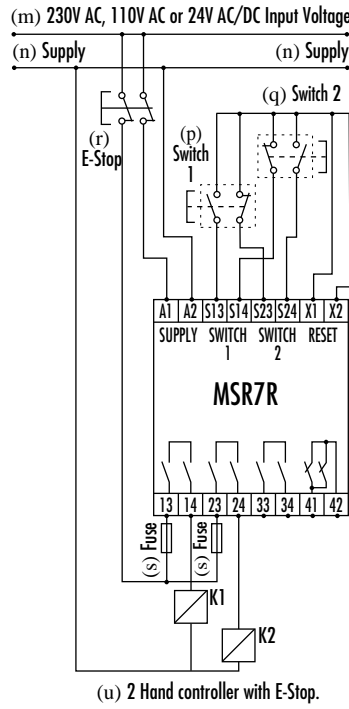 (m) 230V AC, 110V AC or 24V AC/DC Input Voltage
(n) Supply (n) Supply
(q) Switch 2
(r)
E-Stop
(p)
Switch
1
A1 A2 S13 S14 S23 S24 X1 X2
SUPPLY SWITCH 1 SWITCH 2 RESET
MSR7R
13 14 23 24 33 34 41 42
(s) Fuse (s) Fuse
K1
K2
(u) 2 Hand controller with E-Stop.